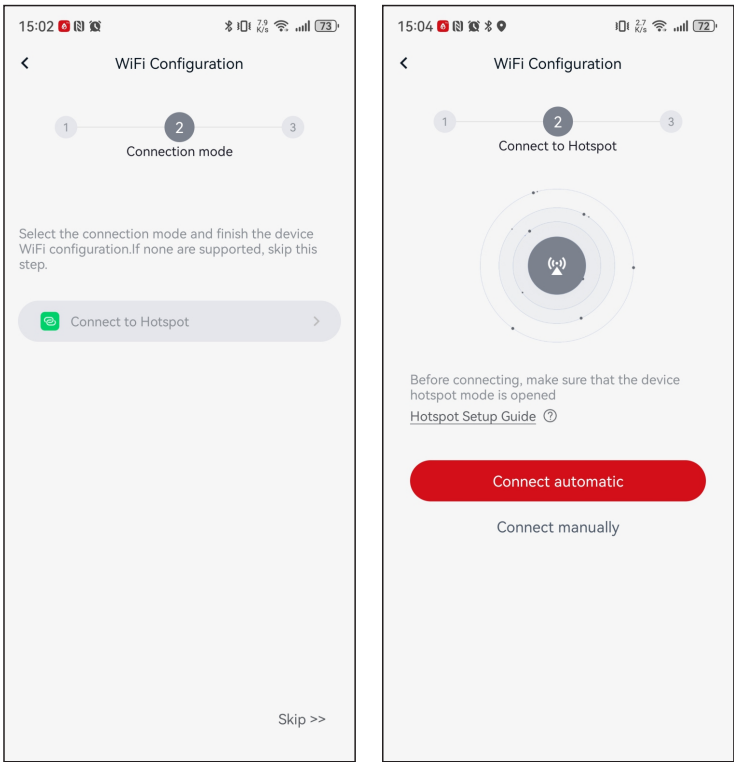 15:02
7.9
K/s
73
WiFi Configuration
1
2
3
Connection mode
Select the connection mode and finish the device
WiFi configuration.If none are supported, skip this
step.
Connect to Hotspot
Skip >>
15:04
2.7
K/s
72
WiFi Configuration
1
2
3
Connect to Hotspot
Before connecting, make sure that the device
hotspot mode is opened
Hotspot Setup Guide ?
Connect automatic
Connect manually